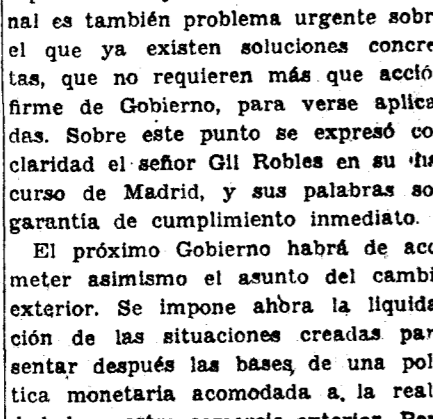 nal es también problema urgente sobr
el que ya existen soluciones concre
tas, que no requieren más que acció
firme de Gobierno, para verse aplica
das. Sobre este punto se expresó co
claridad el señor Gil Robles en su
curso de Madrid, y sus palabras so
garantía de cumplimiento inmediato.
El próximo Gobierno habrá de aco
meter asimismo el asunto del cambi
exterior. Se impone ahora la liquida
ción de las situaciones creadas par
sentar después las bases de una pol
tica monetaria acomodada a la real
exterior.